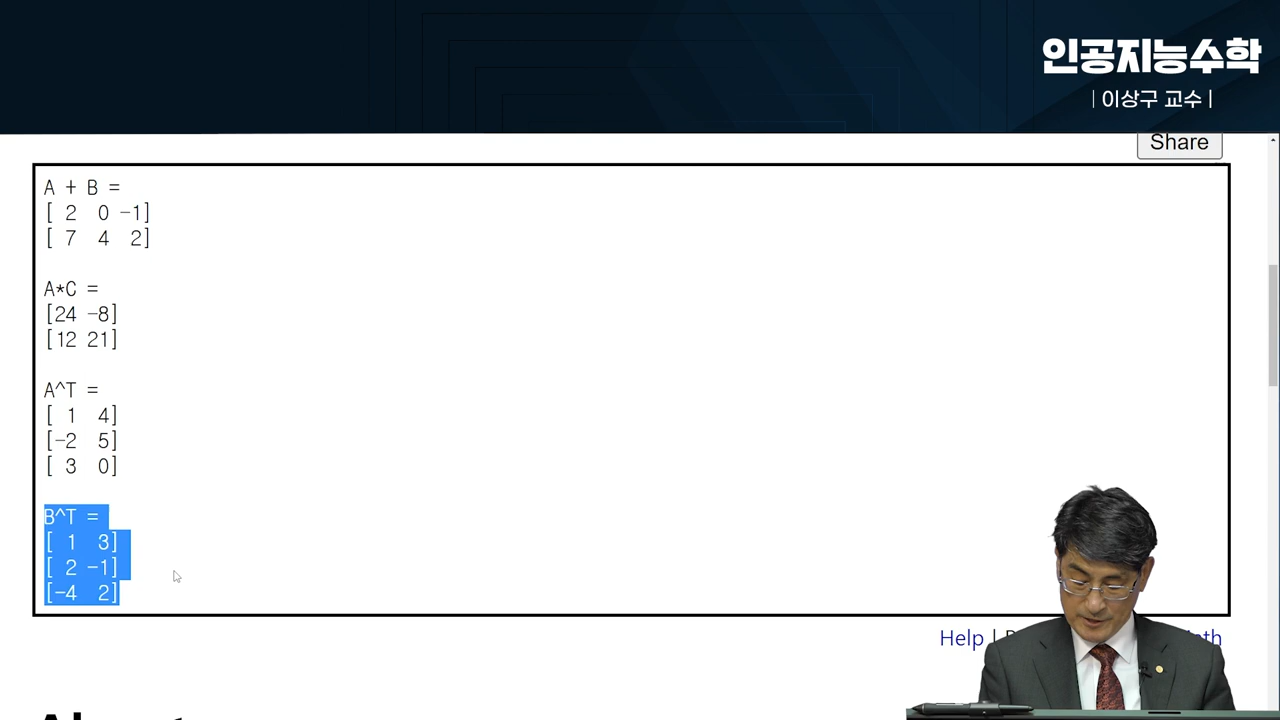 인공지능수학
| 이상구 교수 |
Share
A + B =
[ 2 0 -1]
[ 7 4 2]
A*C =
[24 -8]
[12 21]
A^T =
[ 1 4]
[-2 5]
[ 3 0]
B^T =
[ 1 3]
[ 2 -1]
[-4 2]
Help |